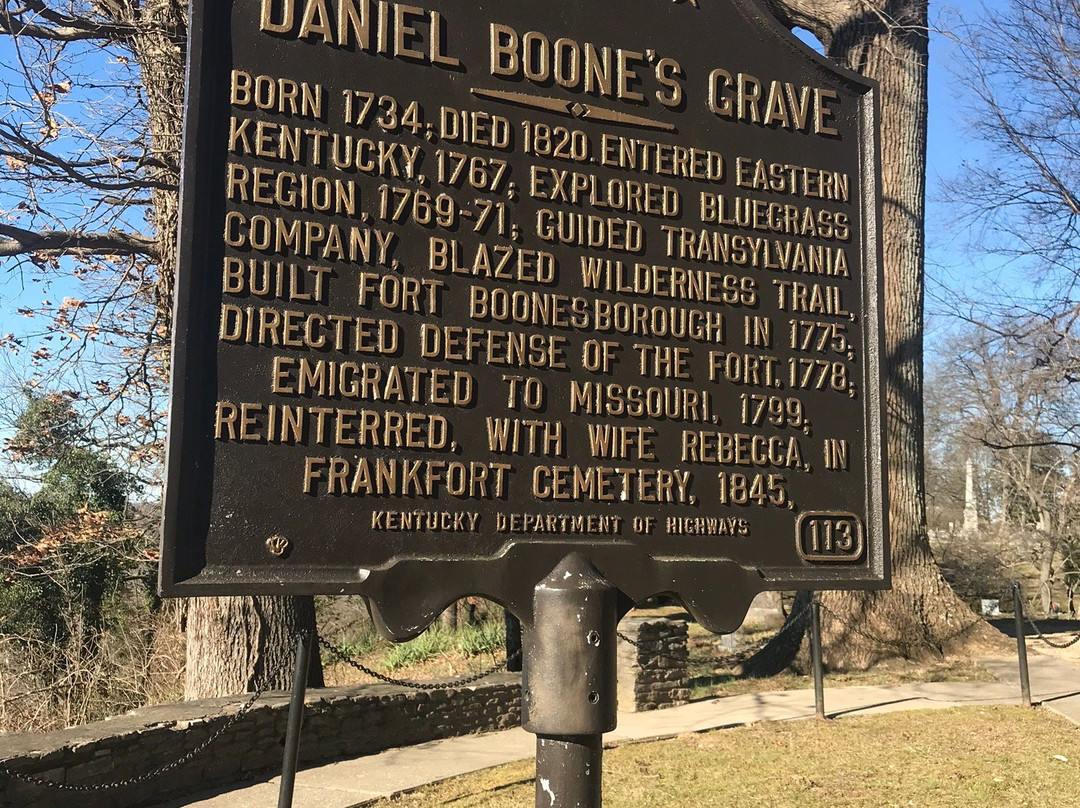 DANIEL BOONE'S GRAVE
BORN 1734; DIED 1820. ENTERED EASTERN
KENTUCKY, 1767; EXPLORED BLUEGRASS
REGION, 1769-71; GUIDED TRANSYLVANIA
COMPANY, BLAZED WILDERNESS TRAIL,
BUILT FORT BOONESBOROUGH IN 1775;
DIRECTED DEFENSE OF THE FORT, 1778;
EMIGRATED TO MISSOURI, 1799;
REINTERRED, WITH WIFE REBECCA, IN
FRANKFORT CEMETERY, 1845.
KENTUCKY DEPARTMENT OF HIGHWAYS
113